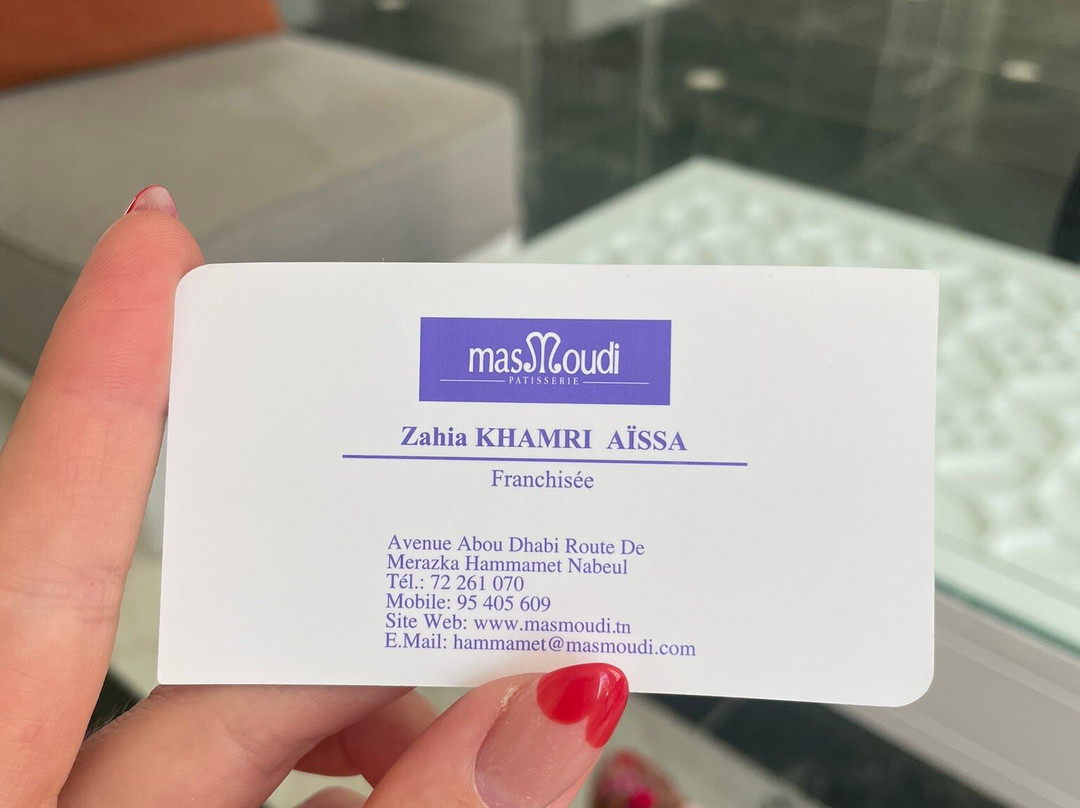 masMoudi
PATISSERIE
Zahia KHAMRI AÏSSA
Franchisée
Avenue Abou Dhabi Route De
Merazka Hammamet Nabeul
Tél.: 72 261 070
Mobile: 95 405 609
Site Web: www.masmoudi.tn
E.Mail: hammamet@masmoudi.com